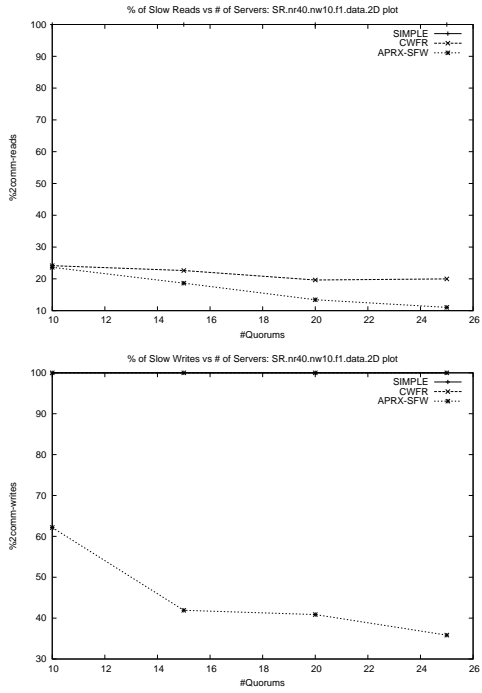 % of Slow Reads vs # of Servers: SR.nr40.nw10.f1.data.2D plot
100
90
80
70
60
50
40
30
20
10
%2comm-reads
SIMPLE
CWFR
APRX-SFW
10 12 14 16 18 20 22 24 26
#Quorums
% of Slow Writes vs # of Servers: SR.nr40.nw10.f1.data.2D plot
100
90
80
70
60
50
40
30
%2comm-writes
SIMPLE
CWFR
APRX-SFW
10 12 14 16 18 20 22 24 26
#Quorums